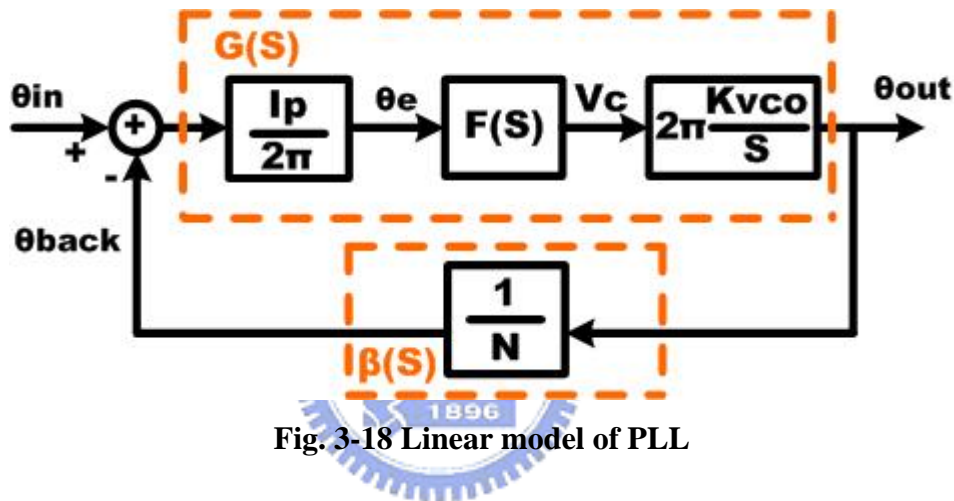 G(S)
θin
+
+
-
Ip
2π
θe
F(S)
Vc
2π Kvco
S
θout
θback
1
N
β(S)
1896
Fig. 3-18 Linear model of PLL